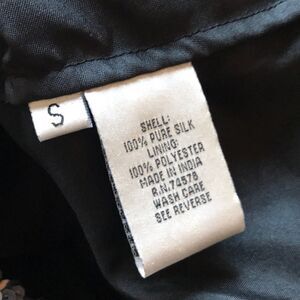 S
SHELL:
100% PURE SILK
LINING:
100% POLYESTER
MADE IN INDIA
R.N.74578
WASH CARE
SEE REVERSE